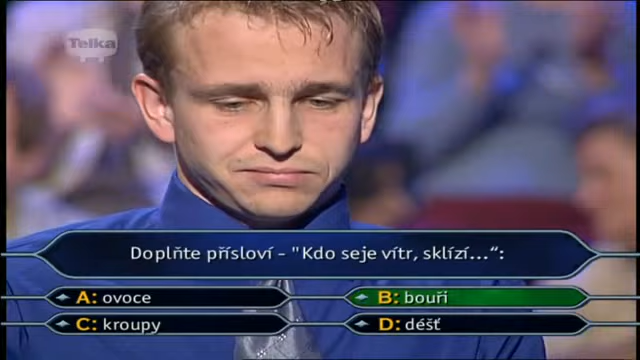 Telka
Doplňte přísloví - "Kdo seje vítr, sklízí...“:
A: ovoce
B: bouři
C: kroupy
D: déšť